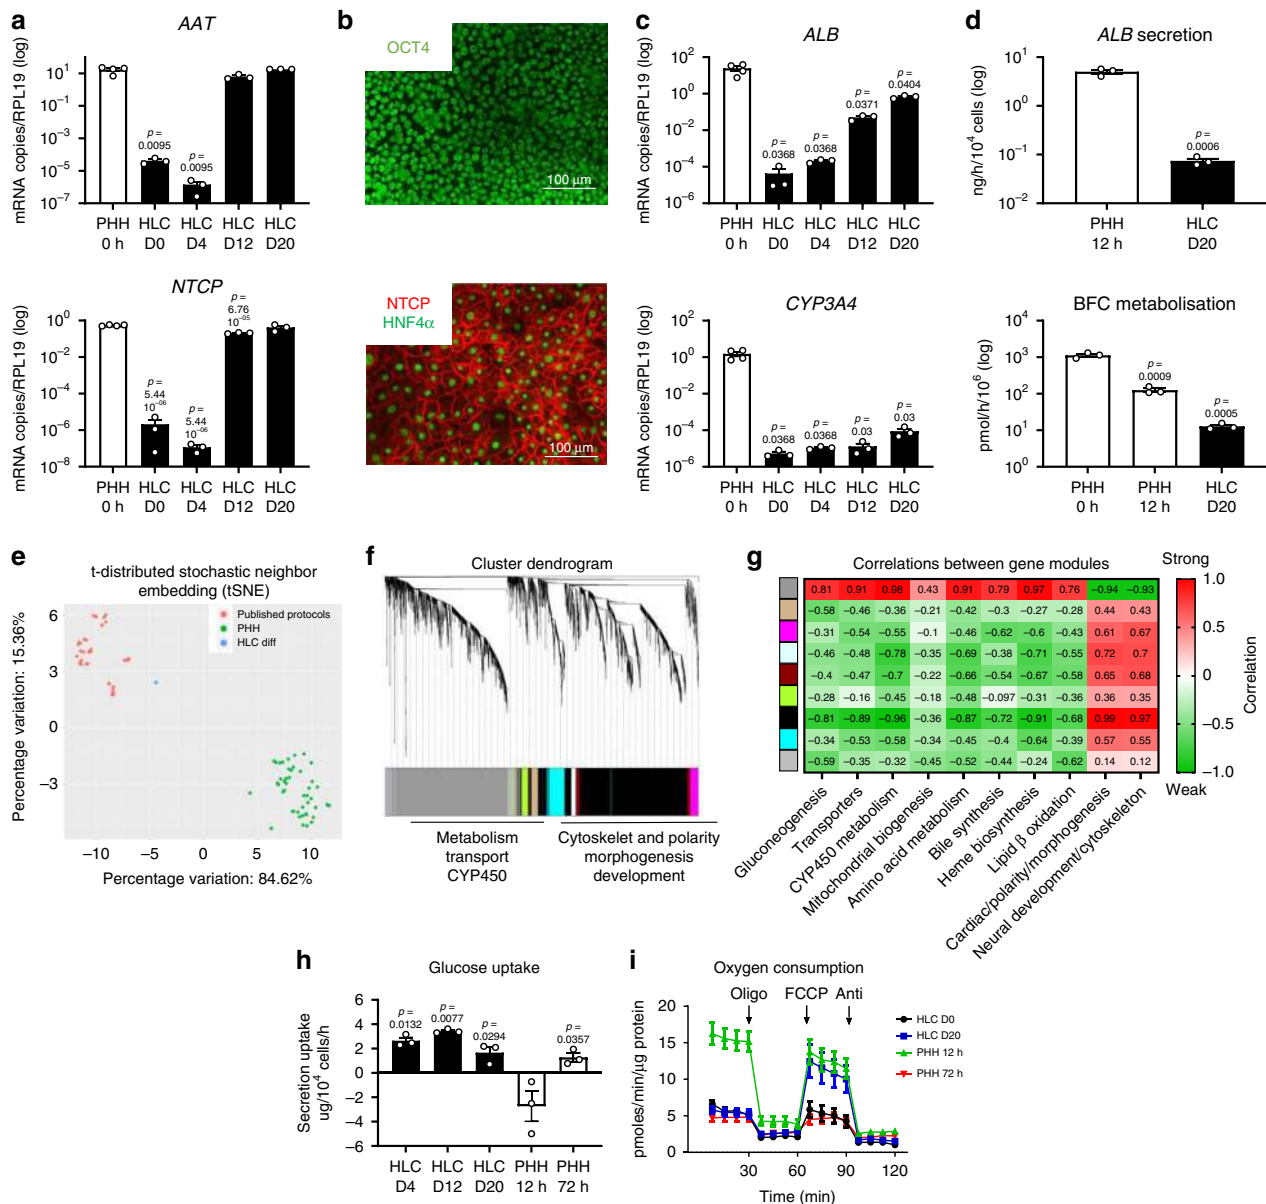 a
AAT
mRNA copies/RPL19 (log)
10^1
10^−1
10^−3
10^−5
10^−7
p =
0.0095
p =
0.0095
PHH
0 h
HLC
D0
HLC
D4
HLC
D12
HLC
D20
NTCP
mRNA copies/RPL19 (log)
10^0
10^−2
10^−4
10^−6
10^−8
p =
5.44
10^−06
p =
5.44
10^−06
p =
6.76
10^−05
PHH
0 h
HLC
D0
HLC
D4
HLC
D12
HLC
D20
b
OCT4
100 µm
NTCP
HNF4α
100 µm
c
ALB
mRNA copies/RPL19 (log)
10^2
10^0
10^−2
10^−4
10^−6
p =
0.0368
p =
0.0368
p =
0.0371
p =
0.0404
PHH
0 h
HLC
D0
HLC
D4
HLC
D12
HLC
D20
CYP3A4
mRNA copies/RPL19 (log)
10^2
10^0
10^−2
10^−4
10^−6
p =
0.0368
p =
0.0368
p =
0.03
p =
0.03
PHH
0 h
HLC
D0
HLC
D4
HLC
D12
HLC
D20
d
ALB secretion
ng/h/10^4 cells (log)
10^1
10^0
10^−1
10^−2
p =
0.0006
PHH
12 h
HLC
D20
BFC metabolisation
pmol/h/10^6 (log)
10^4
10^3
10^2
10^1
10^0
p =
0.0009
p =
0.0005
PHH
0 h
PHH
12 h
HLC
D20
e
t-distributed stochastic neighbor
embedding (tSNE)
Published protocols
PHH
HLC diff
Percentage variation: 15.36%
6
3
0
−3
−10 −5 0 5 10
Percentage variation: 84.62%
f
Cluster dendrogram
Metabolism
transport
CYP450
Cytoskelet and polarity
morphogenesis
development
g
Correlations between gene modules
0.81 0.91 0.98 0.43 0.91 0.79 0.97 0.76 −0.94 −0.93
−0.58 −0.46 −0.36 −0.21 −0.42 −0.3 −0.27 −0.28 0.44 0.43
−0.31 −0.54 −0.55 −0.1 −0.46 −0.62 −0.6 −0.43 0.61 0.67
−0.46 −0.48 −0.78 −0.35 −0.69 −0.38 −0.71 −0.55 0.72 0.7
−0.4 −0.47 −0.7 −0.22 −0.66 −0.54 −0.67 −0.58 0.65 0.68
−0.28 −0.16 −0.45 −0.18 −0.48 −0.097 −0.31 −0.36 0.36 0.35
−0.81 −0.89 −0.96 −0.36 −0.87 −0.72 −0.91 −0.68 0.99 0.97
−0.34 −0.53 −0.58 −0.34 −0.45 −0.4 −0.64 −0.39 0.57 0.55
−0.59 −0.35 −0.32 −0.45 −0.52 −0.44 −0.24 −0.62 0.14 0.12
Gluconeogenesis
Transporters
CYP450 metabolism
Mitochondrial biogenesis
Amino acid metabolism
Bile synthesis
Heme biosynthesis
Lipid β oxidation
Cardiac/polarity/morphogenesis
Neural development/cytoskeleton
Strong
1.0
0.5
0
−0.5
−1.0
Weak
Correlation
h
Glucose uptake
Secretion uptake
ug/10^4 cells/h
6
4
2
0
−2
−4
−6
p =
0.0132
p =
0.0077
p =
0.0294
p =
0.0357
HLC
D4
HLC
D12
HLC
D20
PHH
12 h
PHH
72 h
i
Oxygen consumption
Oligo FCCP Anti
pmoles/min/µg protein
20
15
10
5
0
30 60 90 120
Time (min)
HLC D0
HLC D20
PHH 12 h
PHH 72 h